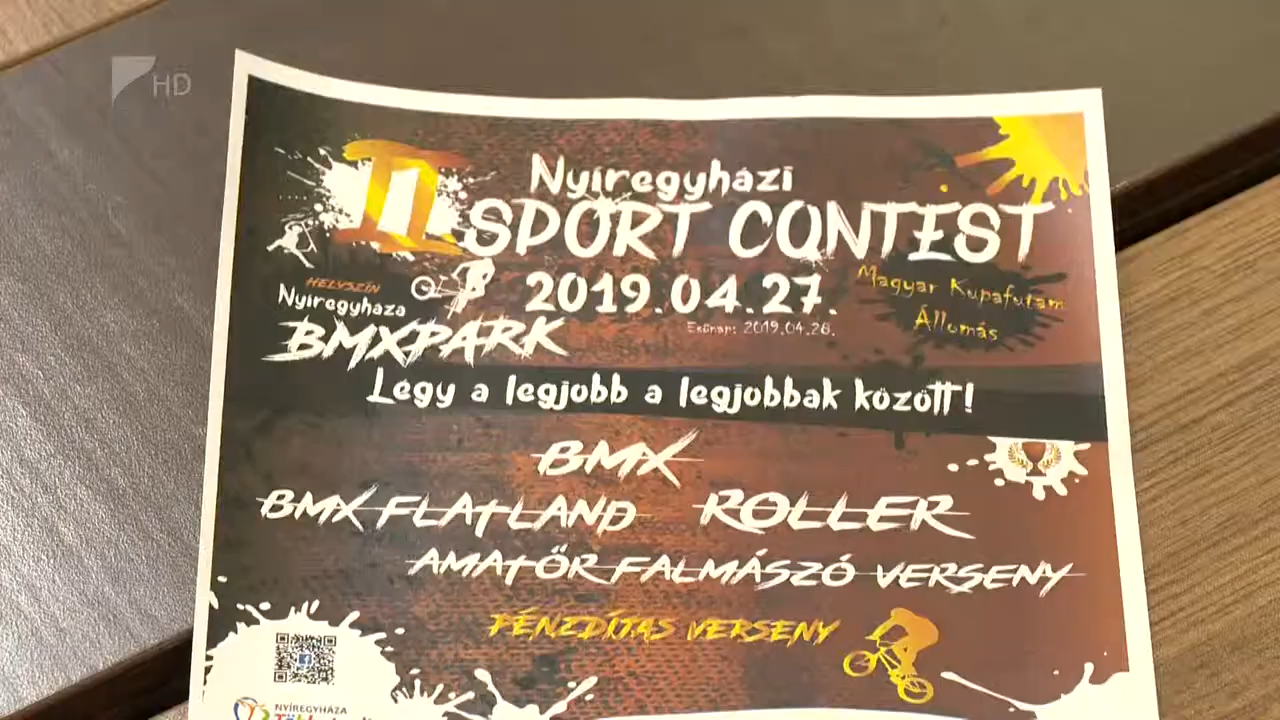 HD
II
Nyíregyházi
SPORT CONTEST
2019.04.27.
Esőnap: 2019.04.28.
Magyar Kupafutam
Állomás
HELYSZÍN
Nyíregyháza
BMXPARK
Légy a legjobb a legjobbak között!
BMX
BMX FLATLAND ROLLER
AMATŐR FALMÁSZÓ VERSENY
PÉNZDÍJAS VERSENY
NYÍREGYHÁZA